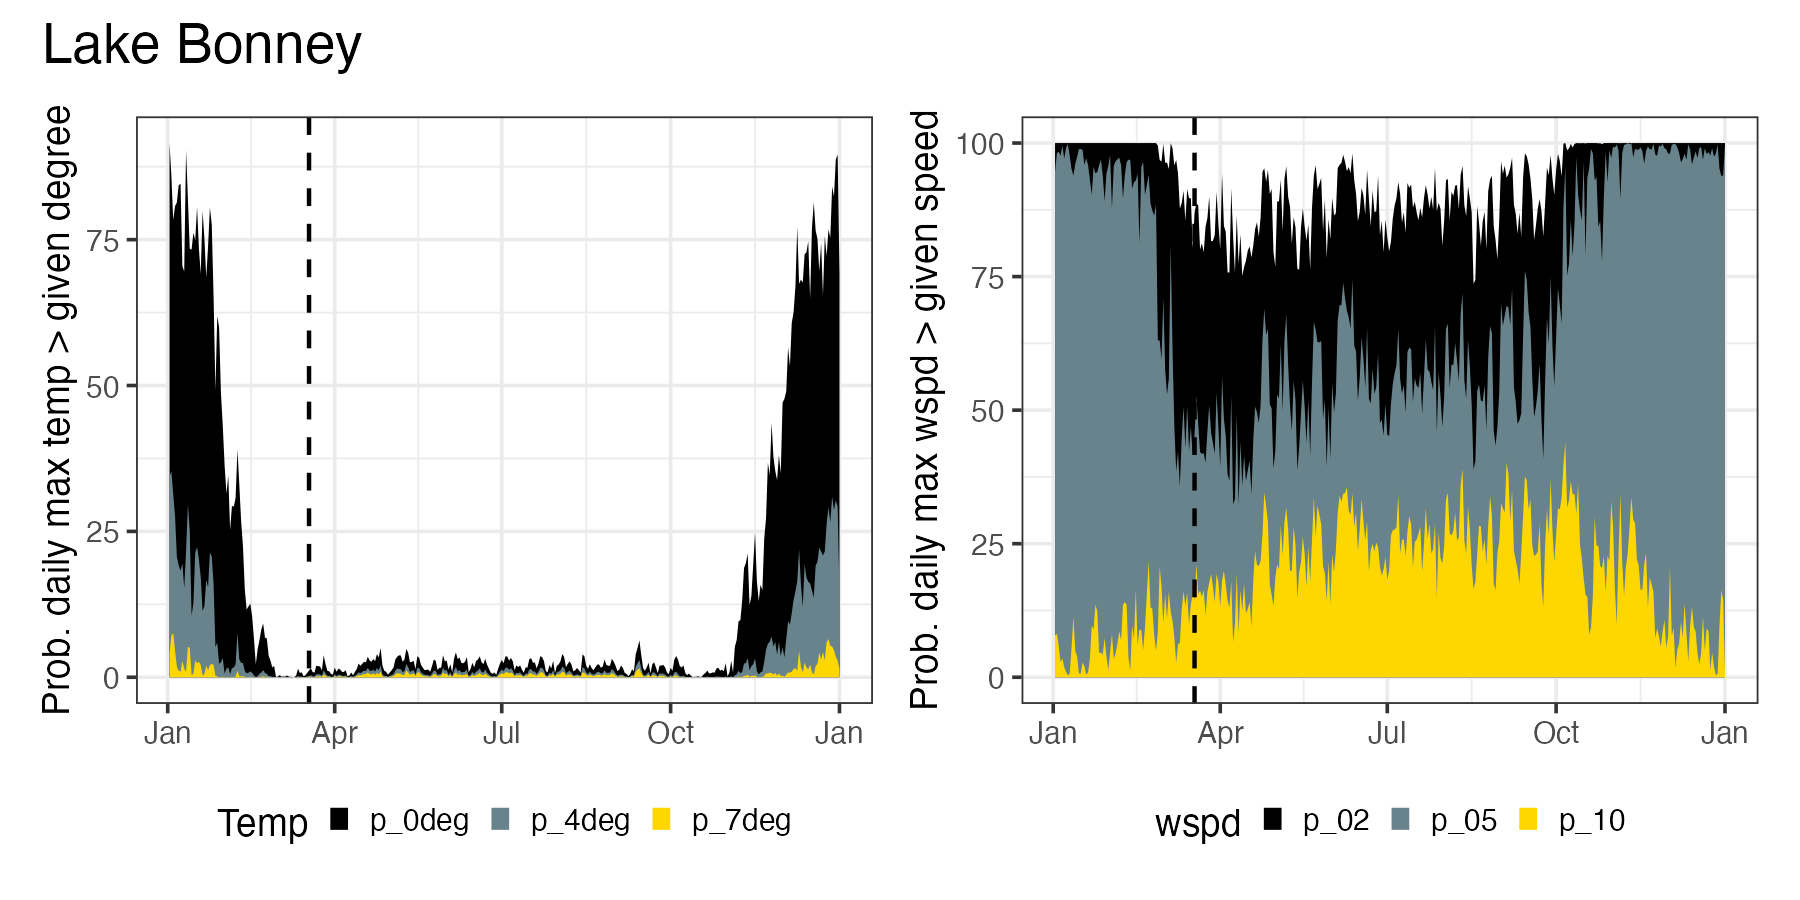 Lake Bonney
Prob. daily max temp > given degree
75
50
25
0
Jan Apr Jul Oct Jan
Temp p_0deg p_4deg p_7deg
Prob. daily max wspd > given speed
100
75
50
25
0
Jan Apr Jul Oct Jan
wspd p_02 p_05 p_10